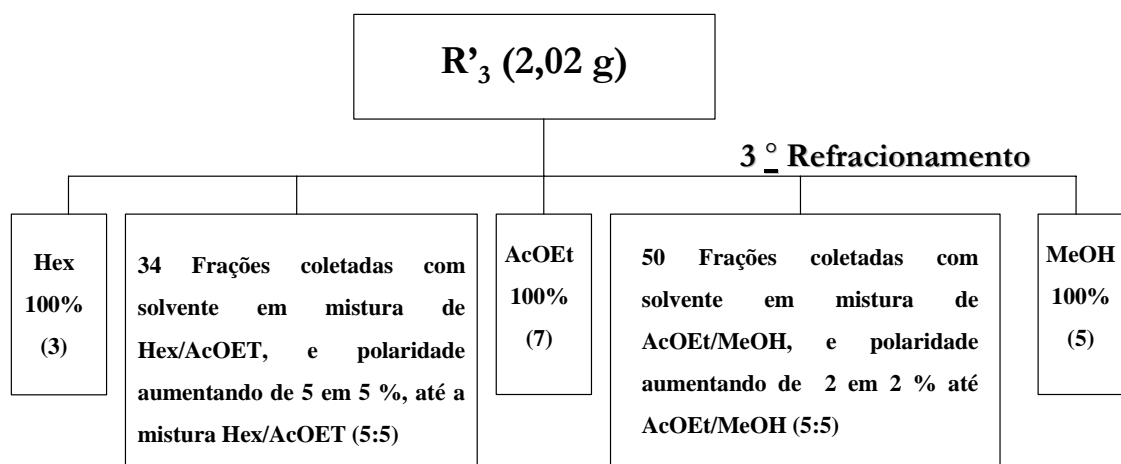 R’₃ (2,02 g)
3 º Refracionamento
Hex
100%
(3)
34 Frações coletadas com
solvente em mistura de
Hex/AcOET, e polaridade
aumentando de 5 em 5 %, até a
mistura Hex/AcOET (5:5)
AcOEt
100%
(7)
50 Frações coletadas com
solvente em mistura de
AcOEt/MeOH, e polaridade
aumentando de 2 em 2 % até
AcOEt/MeOH (5:5)
MeOH
100%
(5)